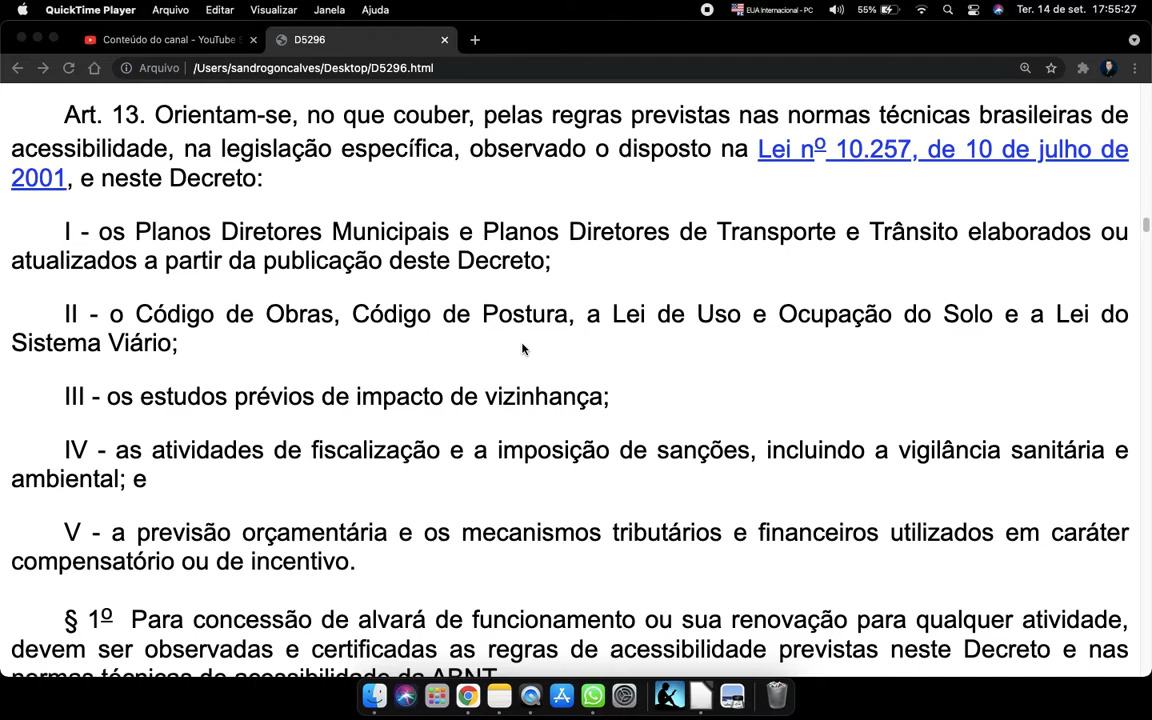 QuickTime Player Arquivo Editar Visualizar Janela Ajuda EUA Internacional - PC 55% Ter. 14 de set. 17:55:27
Conteúdo do canal - YouTube D5296
Arquivo /Users/sandrogoncalves/Desktop/D5296.html
Art. 13. Orientam-se, no que couber, pelas regras previstas nas normas técnicas brasileiras de
acessibilidade, na legislação específica, observado o disposto na Lei nº 10.257, de 10 de julho de
2001, e neste Decreto:
I - os Planos Diretores Municipais e Planos Diretores de Transporte e Trânsito elaborados ou
atualizados a partir da publicação deste Decreto;
II - o Código de Obras, Código de Postura, a Lei de Uso e Ocupação do Solo e a Lei do
Sistema Viário;
III - os estudos prévios de impacto de vizinhança;
IV - as atividades de fiscalização e a imposição de sanções, incluindo a vigilância sanitária e
ambiental; e
V - a previsão orçamentária e os mecanismos tributários e financeiros utilizados em caráter
compensatório ou de incentivo.
§ 1º Para concessão de alvará de funcionamento ou sua renovação para qualquer atividade,
devem ser observadas e certificadas as regras de acessibilidade previstas neste Decreto e nas
normas técnicas de acessibilidade da ABNT